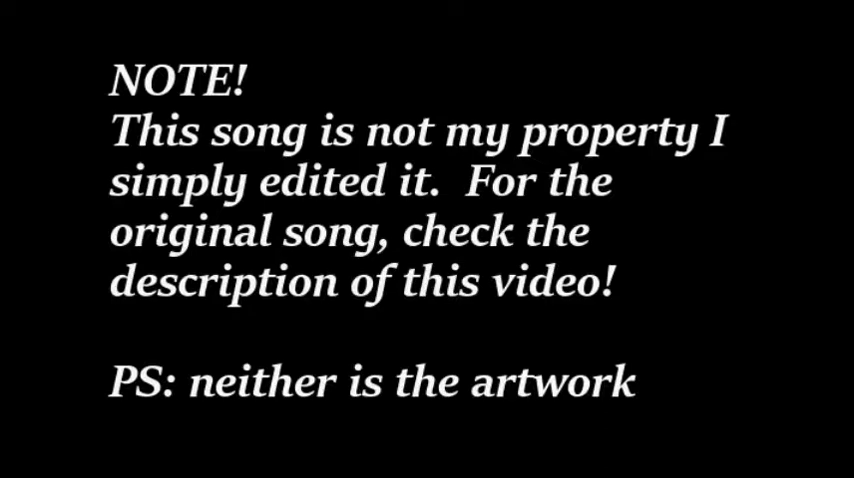 NOTE!
This song is not my property I
simply edited it.  For the
original song, check the
description of this video!
PS: neither is the artwork